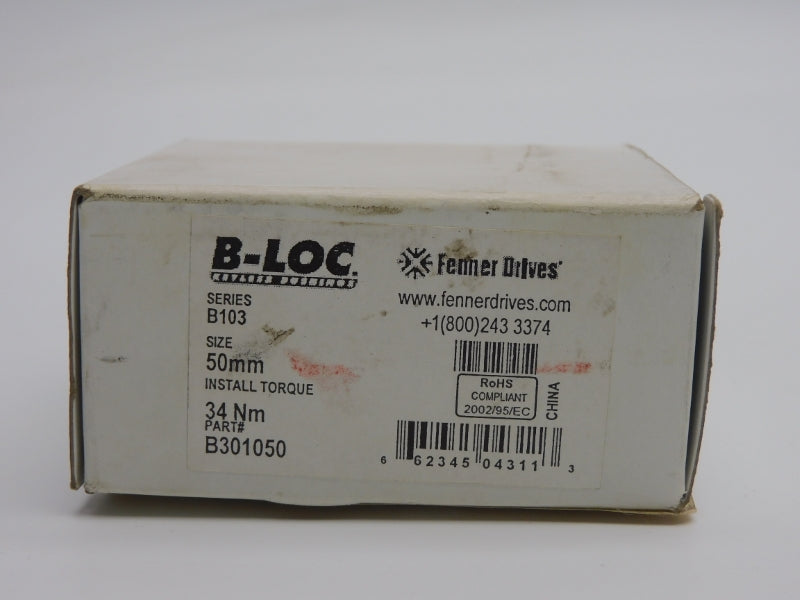 B-LOC
KEYLESS BUSHINGS
SERIES
B103
SIZE
50mm
INSTALL TORQUE
34 Nm
PART#
B301050
Fenner Drives®
www.fennerdrives.com
+1(800)243 3374
RoHS
COMPLIANT
2002/95/EC
CHINA
6 62345 04311 3